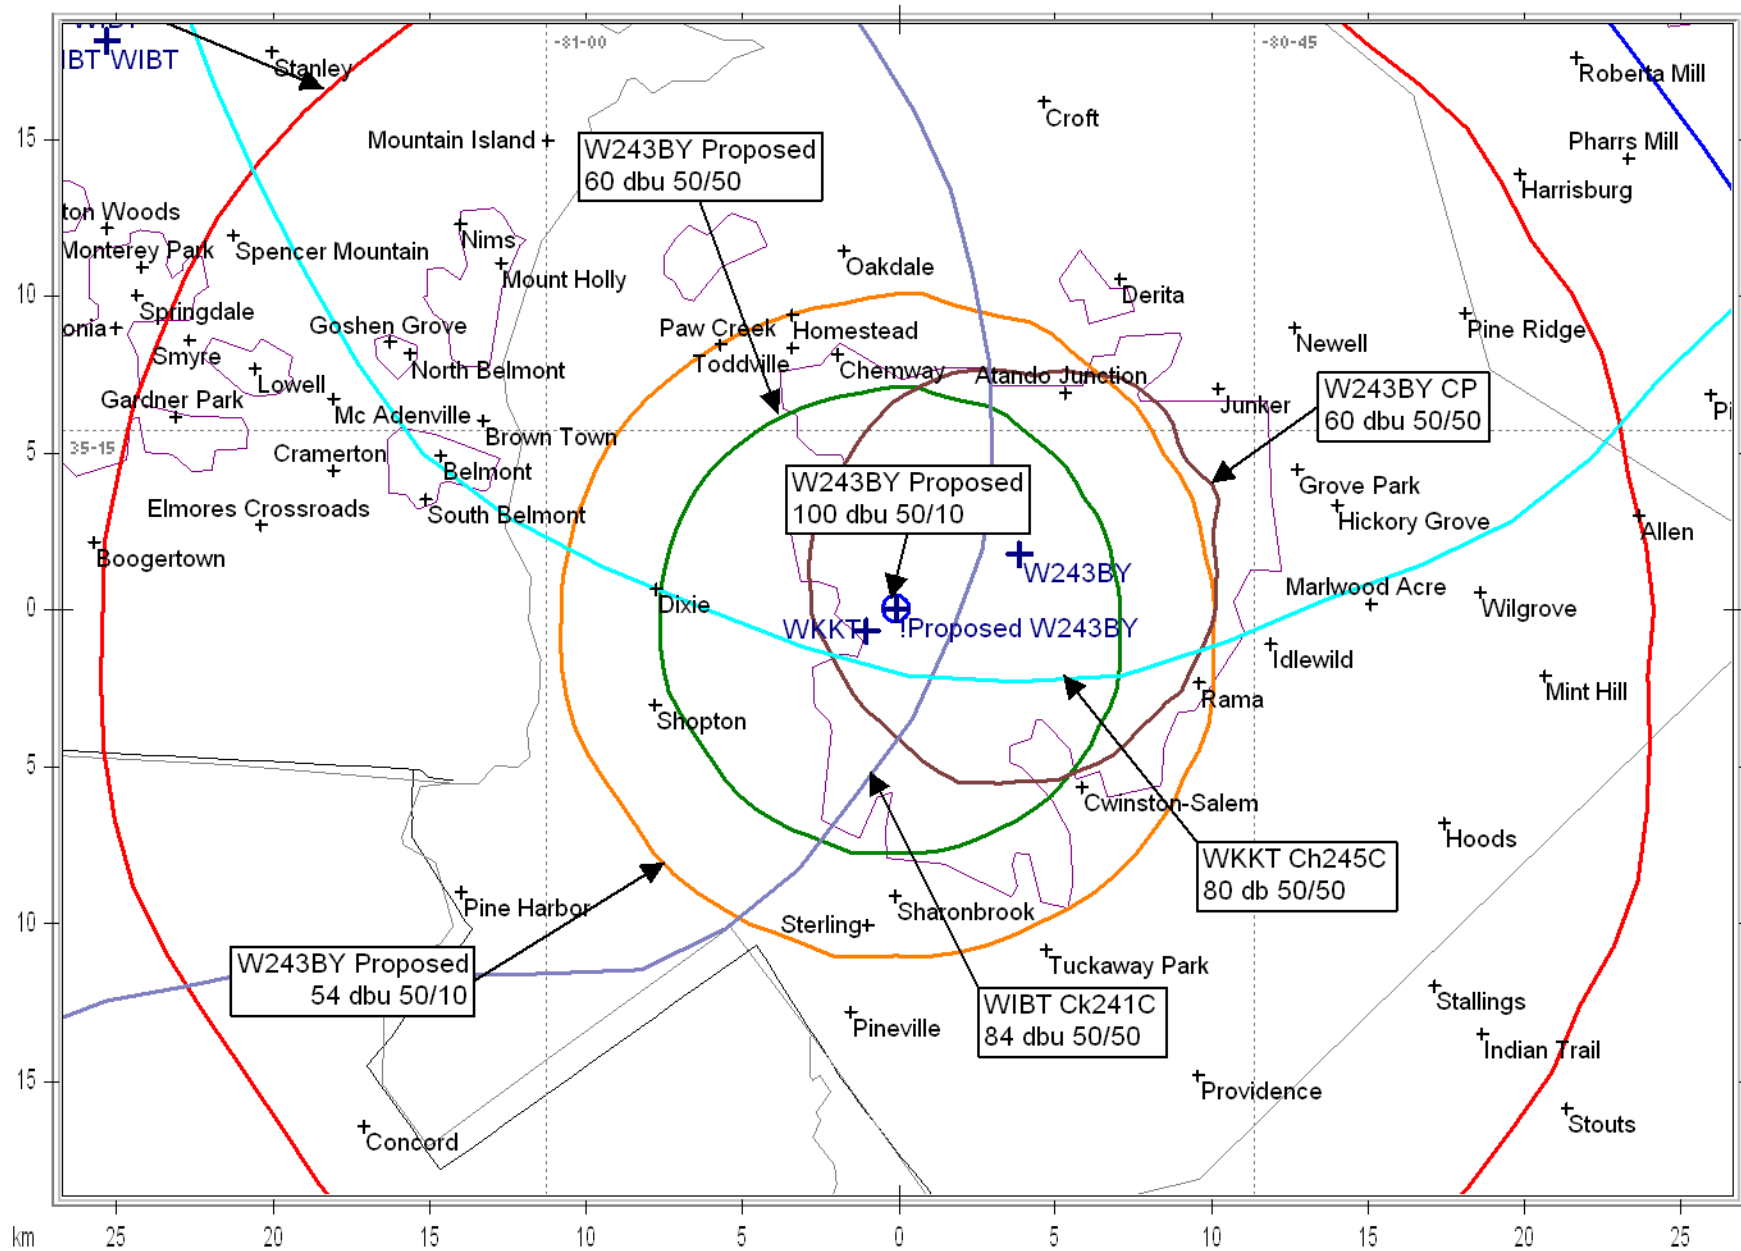 IBT WIBT
Stanley
-81-00
-80-45
Roberta Mill
Croft
15
Mountain Island
W243BY Proposed
60 dbu 50/50
Pharrs Mill
Harrisburg
ton Woods
Monterey Park
Spencer Mountain
Nims
Mount Holly
Oakdale
Derita
10
Springdale
onia
Goshen Grove
Paw Creek
Homestead
Newell
Pine Ridge
Smyre
North Belmont
Toddville
Chemway
Atando Junction
Lowell
Gardner Park
Mc Adenville
Junker
W243BY CP
60 dbu 50/50
Pi
Brown Town
35-15
5
Cramerton
Belmont
W243BY Proposed
100 dbu 50/10
Grove Park
Elmores Crossroads
South Belmont
Hickory Grove
Allen
Boogertown
W243BY
Marlwood Acre
0
Dixie
Wilgrove
WKKT
!Proposed W243BY
Idlewild
Mint Hill
Rama
Shopton
5
Cwinston-Salem
Hoods
WKKT Ch245C
80 db 50/50
Pine Harbor
Sharonbrook
10
Sterling
W243BY Proposed
54 dbu 50/10
Tuckaway Park
WIBT Ck241C
84 dbu 50/50
Stallings
Pineville
Indian Trail
15
Providence
Stouts
Concord
km 25 20 15 10 5 0 5 10 15 20 25